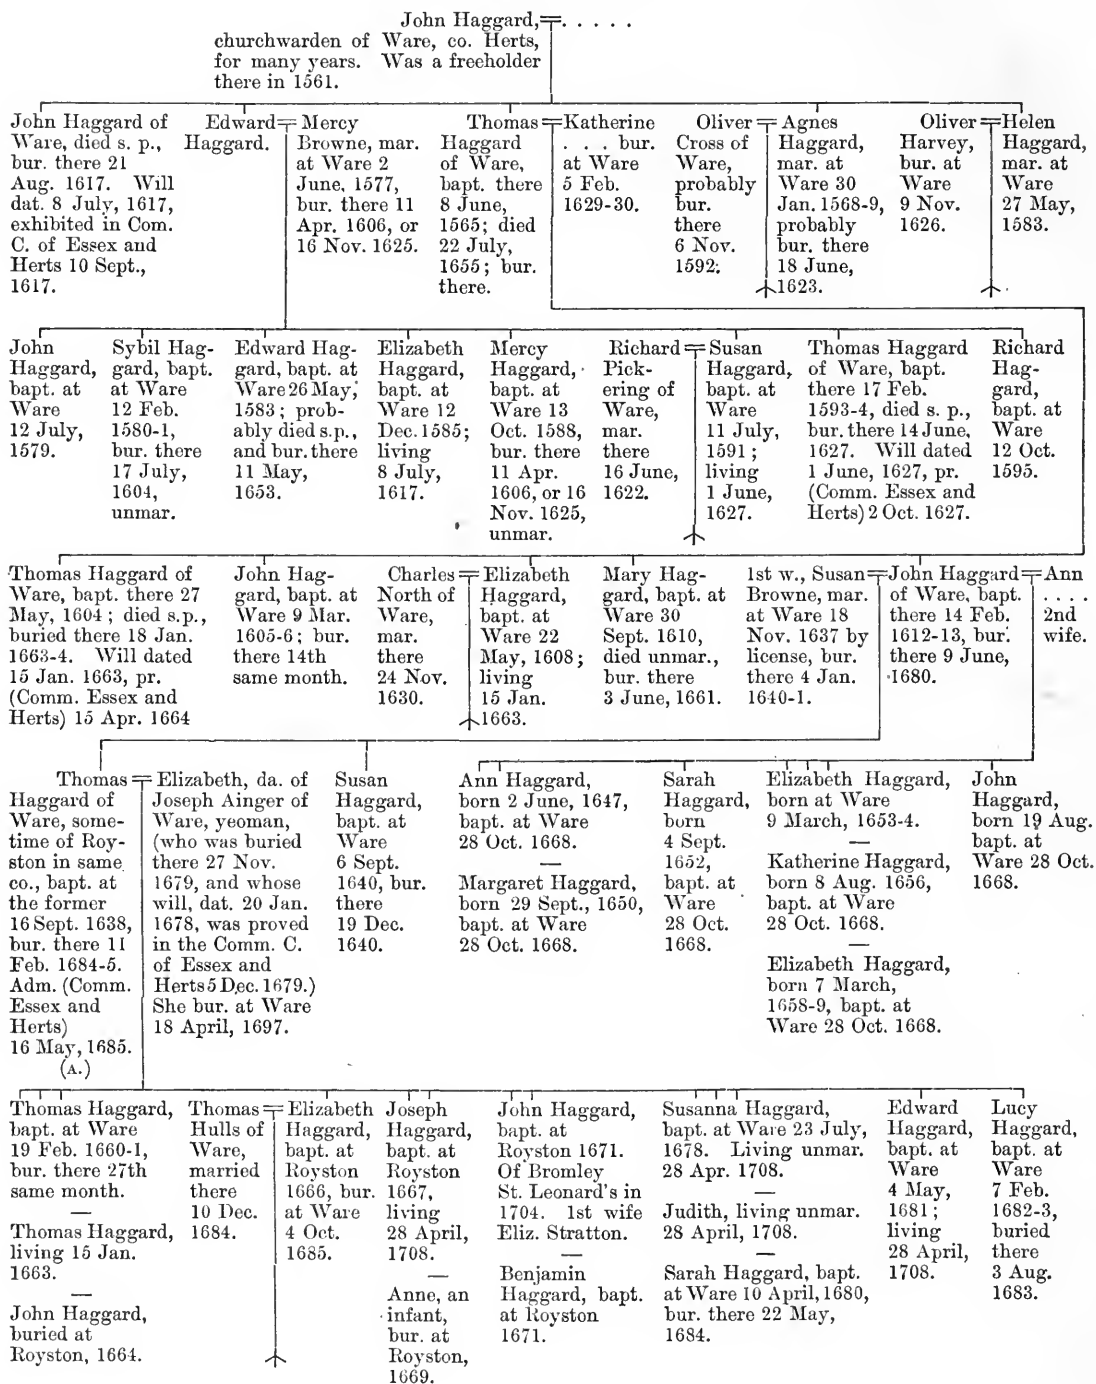 John Haggard,=. . . . .
churchwarden of Ware, co. Herts,
for many years. Was a freeholder
there in 1561.
John Haggard of
Ware, died s. p.,
bur. there 21
Aug. 1617. Will
dat. 8 July, 1617,
exhibited in Com.
C. of Essex and
Herts 10 Sept.,
1617.
Edward=
Haggard.
Mercy
Browne, mar.
at Ware 2
June, 1577,
bur. there 11
Apr. 1606, or
16 Nov. 1625.
Thomas=
Haggard
of Ware,
bapt. there
8 June,
1565; died
22 July,
1655; bur.
there.
Katherine
. . . bur.
at Ware
5 Feb.
1629-30.
Oliver=
Cross of
Ware,
probably
bur.
there
6 Nov.
1592.
Agnes
Haggard,
mar. at
Ware 30
Jan. 1568-9,
probably
bur. there
18 June,
1623.
Oliver=
Harvey,
bur. at
Ware
9 Nov.
1626.
Helen
Haggard,
mar. at
Ware
27 May,
1583.
John
Haggard,
bapt. at
Ware
12 July,
1579.
Sybil Hag-
gard, bapt.
at Ware
12 Feb.
1580-1,
bur. there
17 July,
1604,
unmar.
Edward Hag-
gard, bapt. at
Ware 26 May,
1583; prob-
ably died s.p.,
and bur. there
11 May,
1653.
Elizabeth
Haggard,
bapt. at
Ware 12
Dec. 1585;
living
8 July,
1617.
Mercy
Haggard,
bapt. at
Ware 13
Oct. 1588,
bur. there
11 Apr.
1606, or 16
Nov. 1625,
unmar.
Richard=
Pick-
ering of
Ware,
mar.
there
16 June,
1622.
Susan
Haggard,
bapt. at
Ware
11 July,
1591;
living
1 June,
1627.
Thomas Haggard
of Ware, bapt.
there 17 Feb.
1593-4, died s. p.,
bur. there 14 June,
1627. Will dated
1 June, 1627, pr.
(Comm. Essex and
Herts) 2 Oct. 1627.
Richard
Hag-
gard,
bapt. at
Ware
12 Oct.
1595.
Thomas Haggard of
Ware, bapt. there 27
May, 1604; died s.p.,
buried there 18 Jan.
1663-4. Will dated
15 Jan. 1663, pr.
(Comm. Essex and
Herts) 15 Apr. 1664
John Hag-
gard, bapt. at
Ware 9 Mar.
1605-6; bur.
there 14th
same month.
Charles=
North of
Ware,
mar.
there
24 Nov.
1630.
Elizabeth
Haggard,
bapt. at
Ware 22
May, 1608;
living
15 Jan.
1663.
Mary Hag-
gard, bapt. at
Ware 30
Sept. 1610,
died unmar.,
bur. there
3 June, 1661.
1st w., Susan=
Browne, mar.
at Ware 18
Nov. 1637 by
license, bur.
there 4 Jan.
1640-1.
John Haggard=
of Ware, bapt.
there 14 Feb.
1612-13, bur.
there 9 June,
1680.
Ann
. . . .
2nd
wife.
Thomas=
Haggard of
Ware, some-
time of Roy-
ston in same
co., bapt. at
the former
16 Sept. 1638,
bur. there 11
Feb. 1684-5.
Adm. (Comm.
Essex and
Herts)
16 May, 1685.
(A.)
Elizabeth, da. of
Joseph Ainger of
Ware, yeoman,
(who was buried
there 27 Nov.
1679, and whose
will, dat. 20 Jan.
1678, was proved
in the Comm. C.
of Essex and
Herts 5 Dec. 1679.)
She bur. at Ware
18 April, 1697.
Susan
Haggard,
bapt. at
Ware
6 Sept.
1640, bur.
there
19 Dec.
1640.
Ann Haggard,
born 2 June, 1647,
bapt. at Ware
28 Oct. 1668.
—
Margaret Haggard,
born 29 Sept., 1650,
bapt. at Ware
28 Oct. 1668.
Sarah
Haggard,
born
4 Sept.
1652,
bapt. at
Ware
28 Oct.
1668.
Elizabeth Haggard,
born at Ware
9 March, 1653-4.
—
Katherine Haggard,
born 8 Aug. 1656,
bapt. at Ware
28 Oct. 1668.
—
Elizabeth Haggard,
born 7 March,
1658-9, bapt. at
Ware 28 Oct. 1668.
John
Haggard,
born 19 Aug.
bapt. at
Ware 28 Oct.
1668.
Thomas Haggard,
bapt. at Ware
19 Feb. 1660-1,
bur. there 27th
same month.
—
Thomas Haggard,
living 15 Jan.
1663.
—
John Haggard,
buried at
Royston, 1664.
Thomas=
Hulls of
Ware,
married
there
10 Dec.
1684.
Elizabeth
Haggard,
bapt. at
Royston
1666, bur.
at Ware
4 Oct.
1685.
Joseph
Haggard,
bapt. at
Royston
1667,
living
28 April,
1708.
—
Anne, an
infant,
bur. at
Royston,
1669.
John Haggard,
bapt. at
Royston 1671.
Of Bromley
St. Leonard's in
1704. 1st wife
Eliz. Stratton.
—
Benjamin
Haggard, bapt.
at Royston
1671.
Susanna Haggard,
bapt. at Ware 23 July,
1678. Living unmar.
28 Apr. 1708.
—
Judith, living unmar.
28 April, 1708.
—
Sarah Haggard, bapt.
at Ware 10 April, 1680,
bur. there 22 May,
1684.
Edward
Haggard,
bapt. at
Ware
4 May,
1681;
living
28 April,
1708.
Lucy
Haggard,
bapt. at
Ware
7 Feb.
1682-3,
buried
there
3 Aug.
1683.